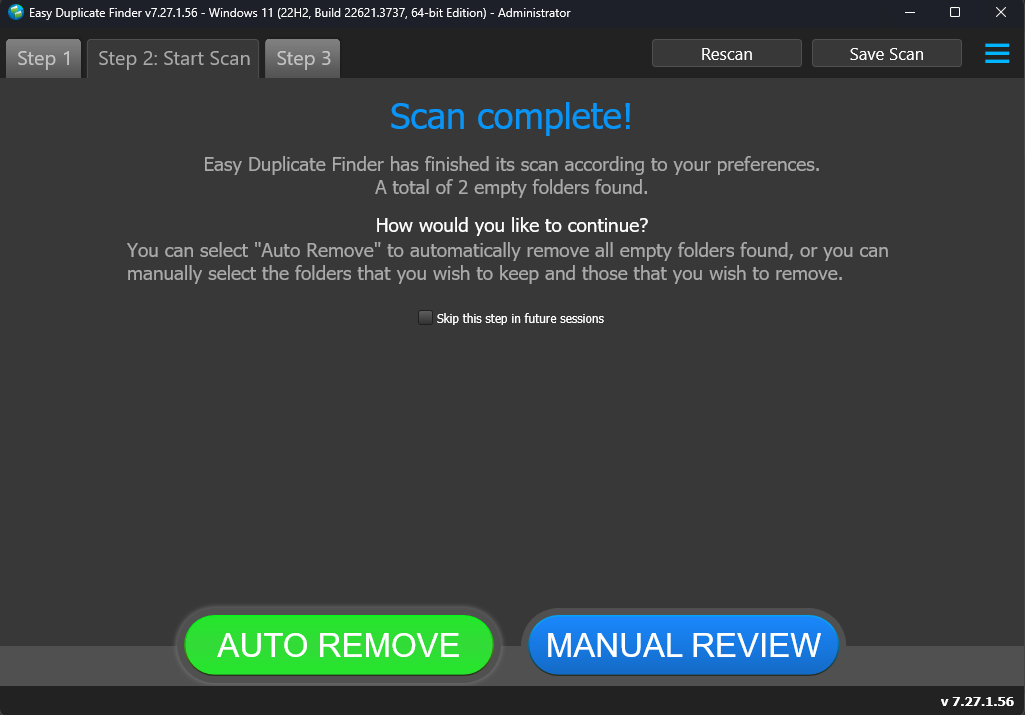 Easy Duplicate Finder v7.27.1.56 - Windows 11 (22H2, Build 22621.3737, 64-bit Edition) - Administrator
Step 1
Step 2: Start Scan
Step 3
Rescan
Save Scan
Scan complete!
Easy Duplicate Finder has finished its scan according to your preferences.
A total of 2 empty folders found.
How would you like to continue?
You can select "Auto Remove" to automatically remove all empty folders found, or you can
manually select the folders that you wish to keep and those that you wish to remove.
Skip this step in future sessions
AUTO REMOVE
MANUAL REVIEW
v 7.27.1.56